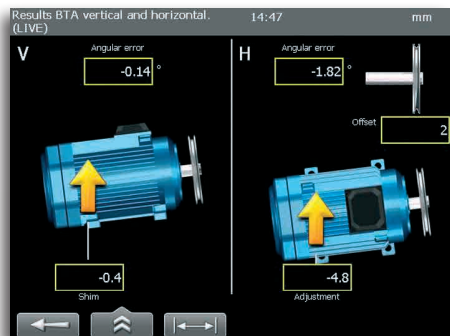 Results BTA vertical and horizontal.
(LIVE)
14:47
mm
V
Angular error
-0.14 °
H
Angular error
-1.82 °
Offset
2
-0.4
Shim
-4.8
Adjustment